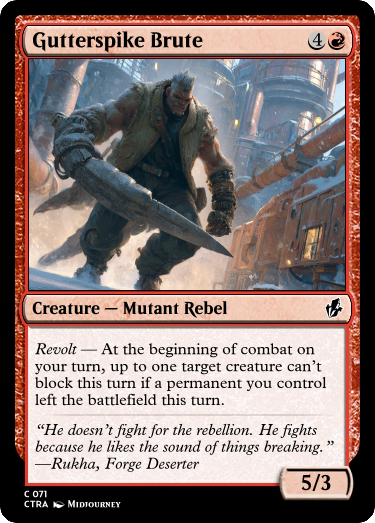 Gutterspike Brute 4
Creature — Mutant Rebel
Revolt — At the beginning of combat on
your turn, up to one target creature can't
block this turn if a permanent you control
left the battlefield this turn.
“He doesn't fight for the rebellion. He fights
because he likes the sound of things breaking.”
—Rukha, Forge Deserter
5/3
C 071
CTRA Midjourney